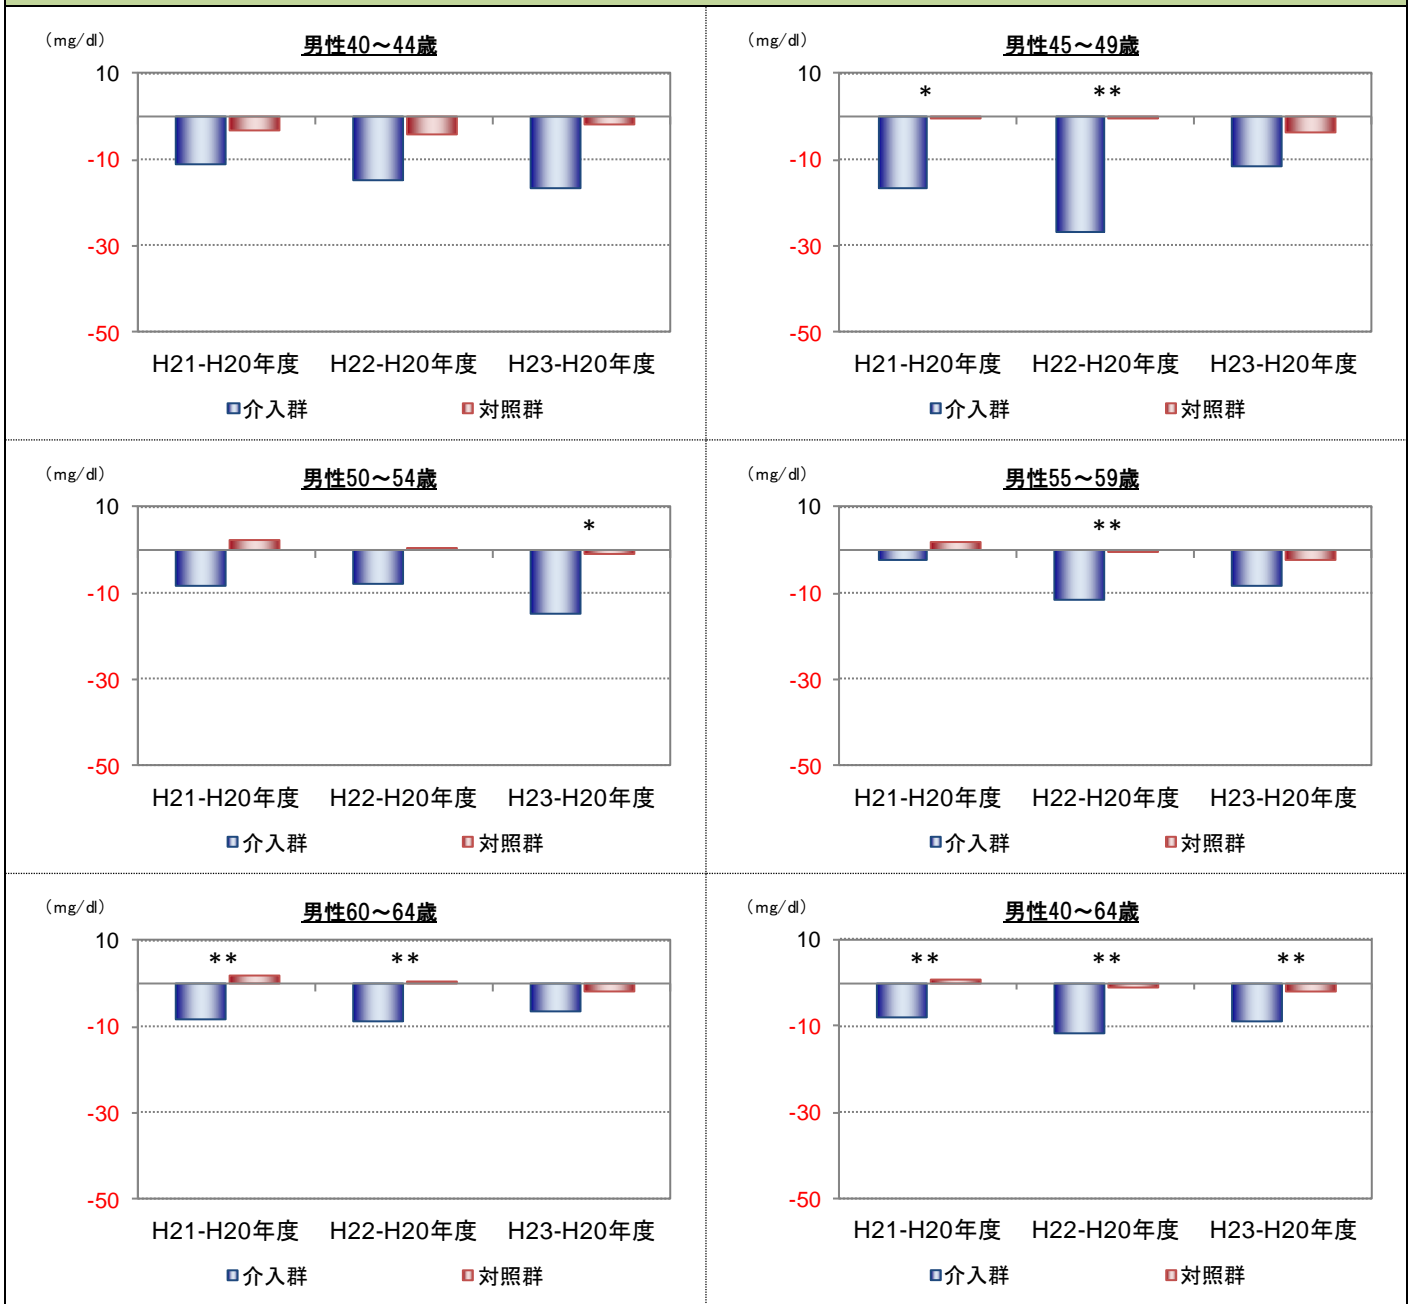 （mg/dl） 男性40～44歳
10
-10
-30
-50
H21-H20年度 H22-H20年度 H23-H20年度
介入群 対照群
（mg/dl） 男性45～49歳
* **
10
-10
-30
-50
H21-H20年度 H22-H20年度 H23-H20年度
介入群 対照群
（mg/dl） 男性50～54歳
*
10
-10
-30
-50
H21-H20年度 H22-H20年度 H23-H20年度
介入群 対照群
（mg/dl） 男性55～59歳
**
10
-10
-30
-50
H21-H20年度 H22-H20年度 H23-H20年度
介入群 対照群
（mg/dl） 男性60～64歳
** **
10
-10
-30
-50
H21-H20年度 H22-H20年度 H23-H20年度
介入群 対照群
（mg/dl） 男性40～64歳
** ** **
10
-10
-30
-50
H21-H20年度 H22-H20年度 H23-H20年度
介入群 対照群